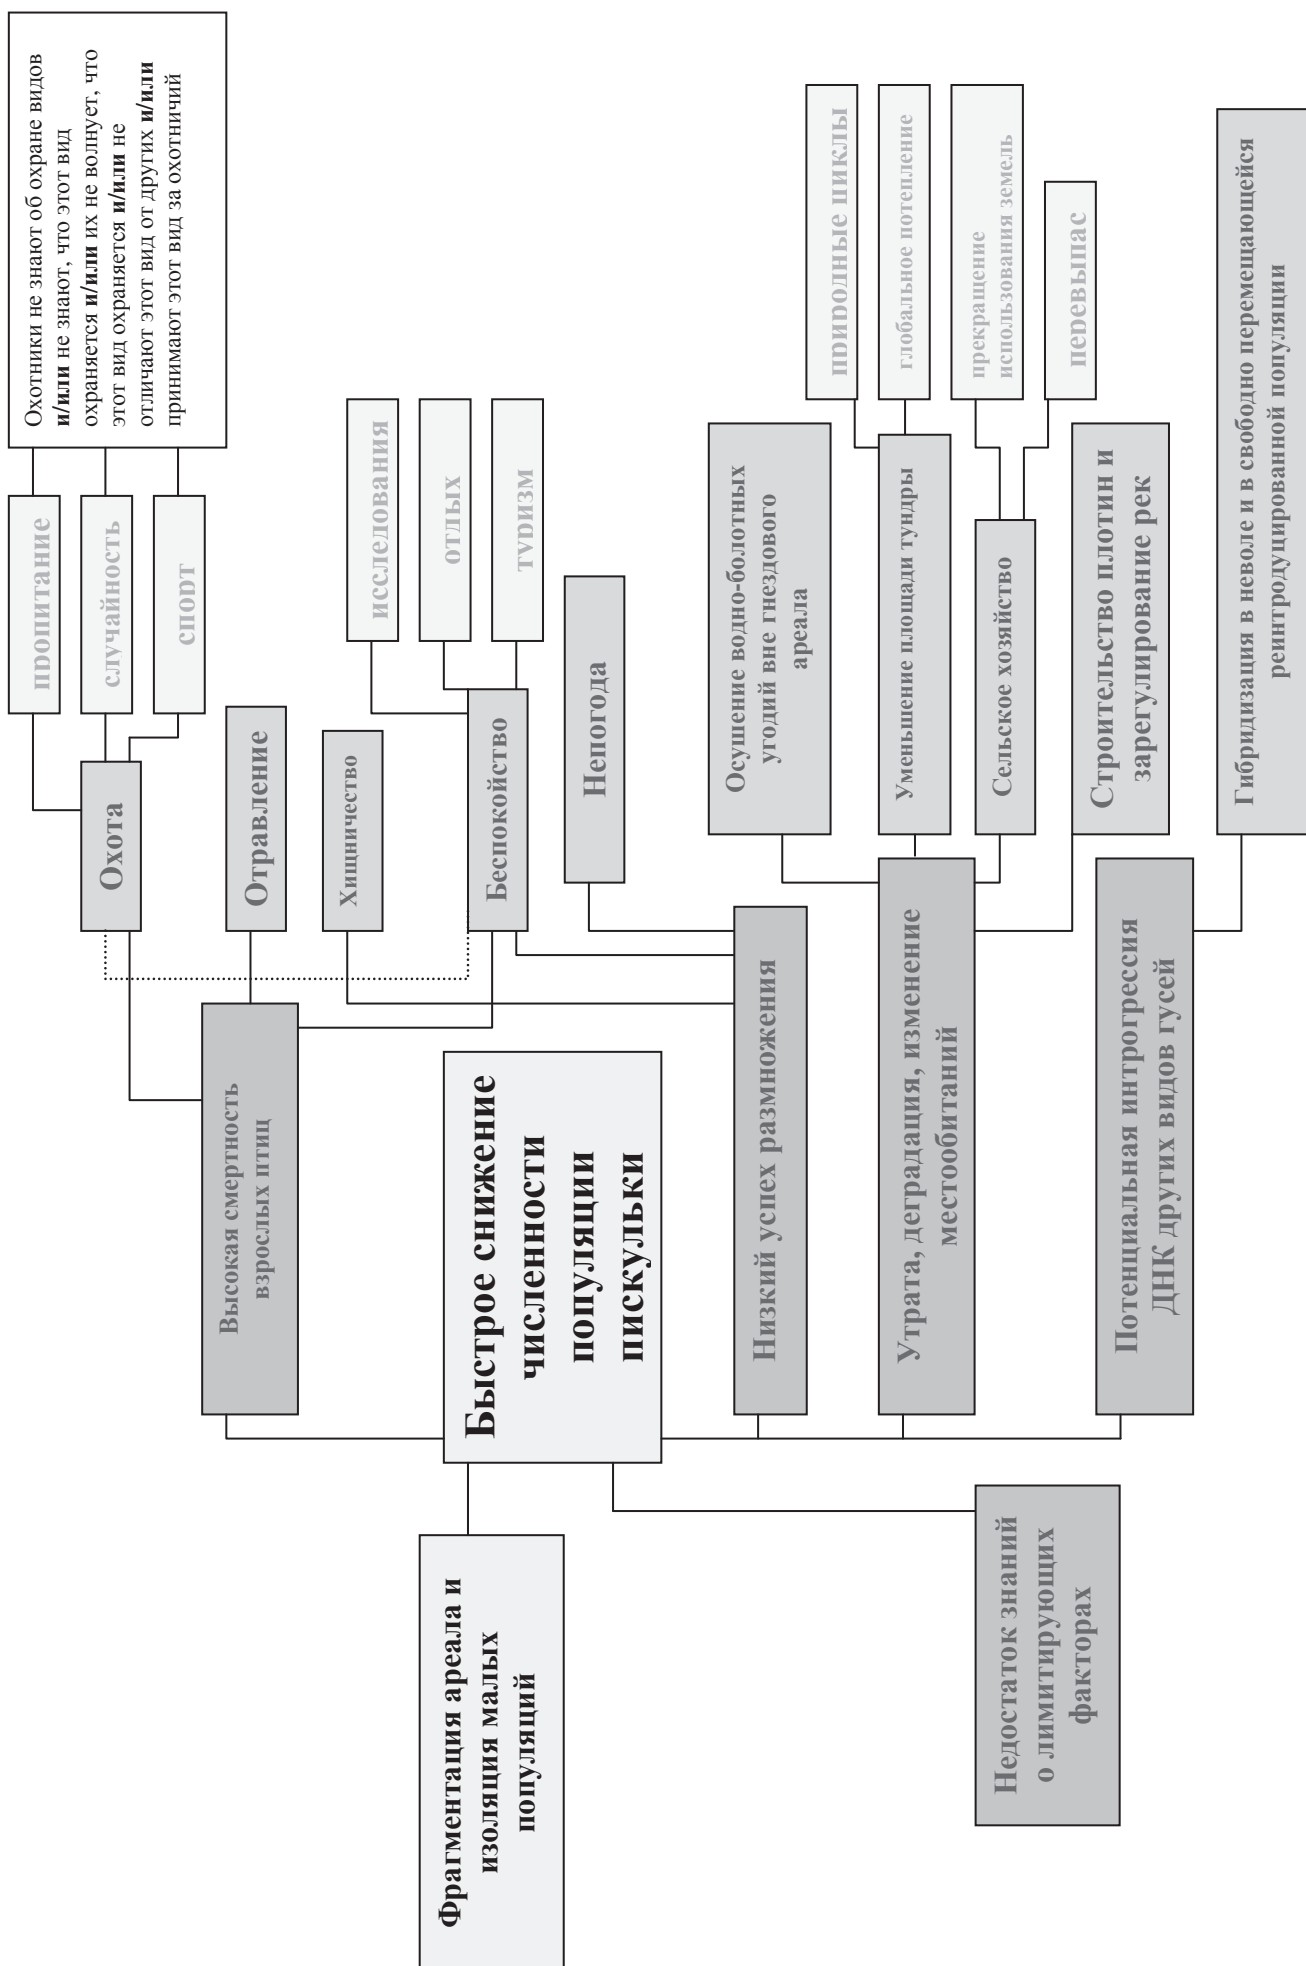 Фрагментация ареала и
изоляция малых
популяций
Быстрое снижение
численности
популяции
пискульки
Недостаток знаний
о лимитирующих
факторах
Высокая смертность
взрослых птиц
Низкий успех размножения
Утрата, деградация, изменение
местообитаний
Потенциальная интрогрессия
ДНК других видов гусей
Охота
Отравление
Хищничество
Беспокойство
Непогода
Осушение водно-болотных
угодий вне гнездового
ареала
Уменьшение площади тундры
Сельское хозяйство
Строительство плотин и
зарегулирование рек
Гибридизация в неволе и в свободно перемещающейся
реинтродуцированной популяции
пропитание
случайность
спорт
исследования
отдых
туризм
природные циклы
глобальное потепление
прекращение
использования земель
перевыпас
Охотники не знают об охране видов
и/или не знают, что этот вид
охраняется и/или их не волнует, что
этот вид охраняется и/или не
отличают этот вид от других и/или
принимают этот вид за охотничий